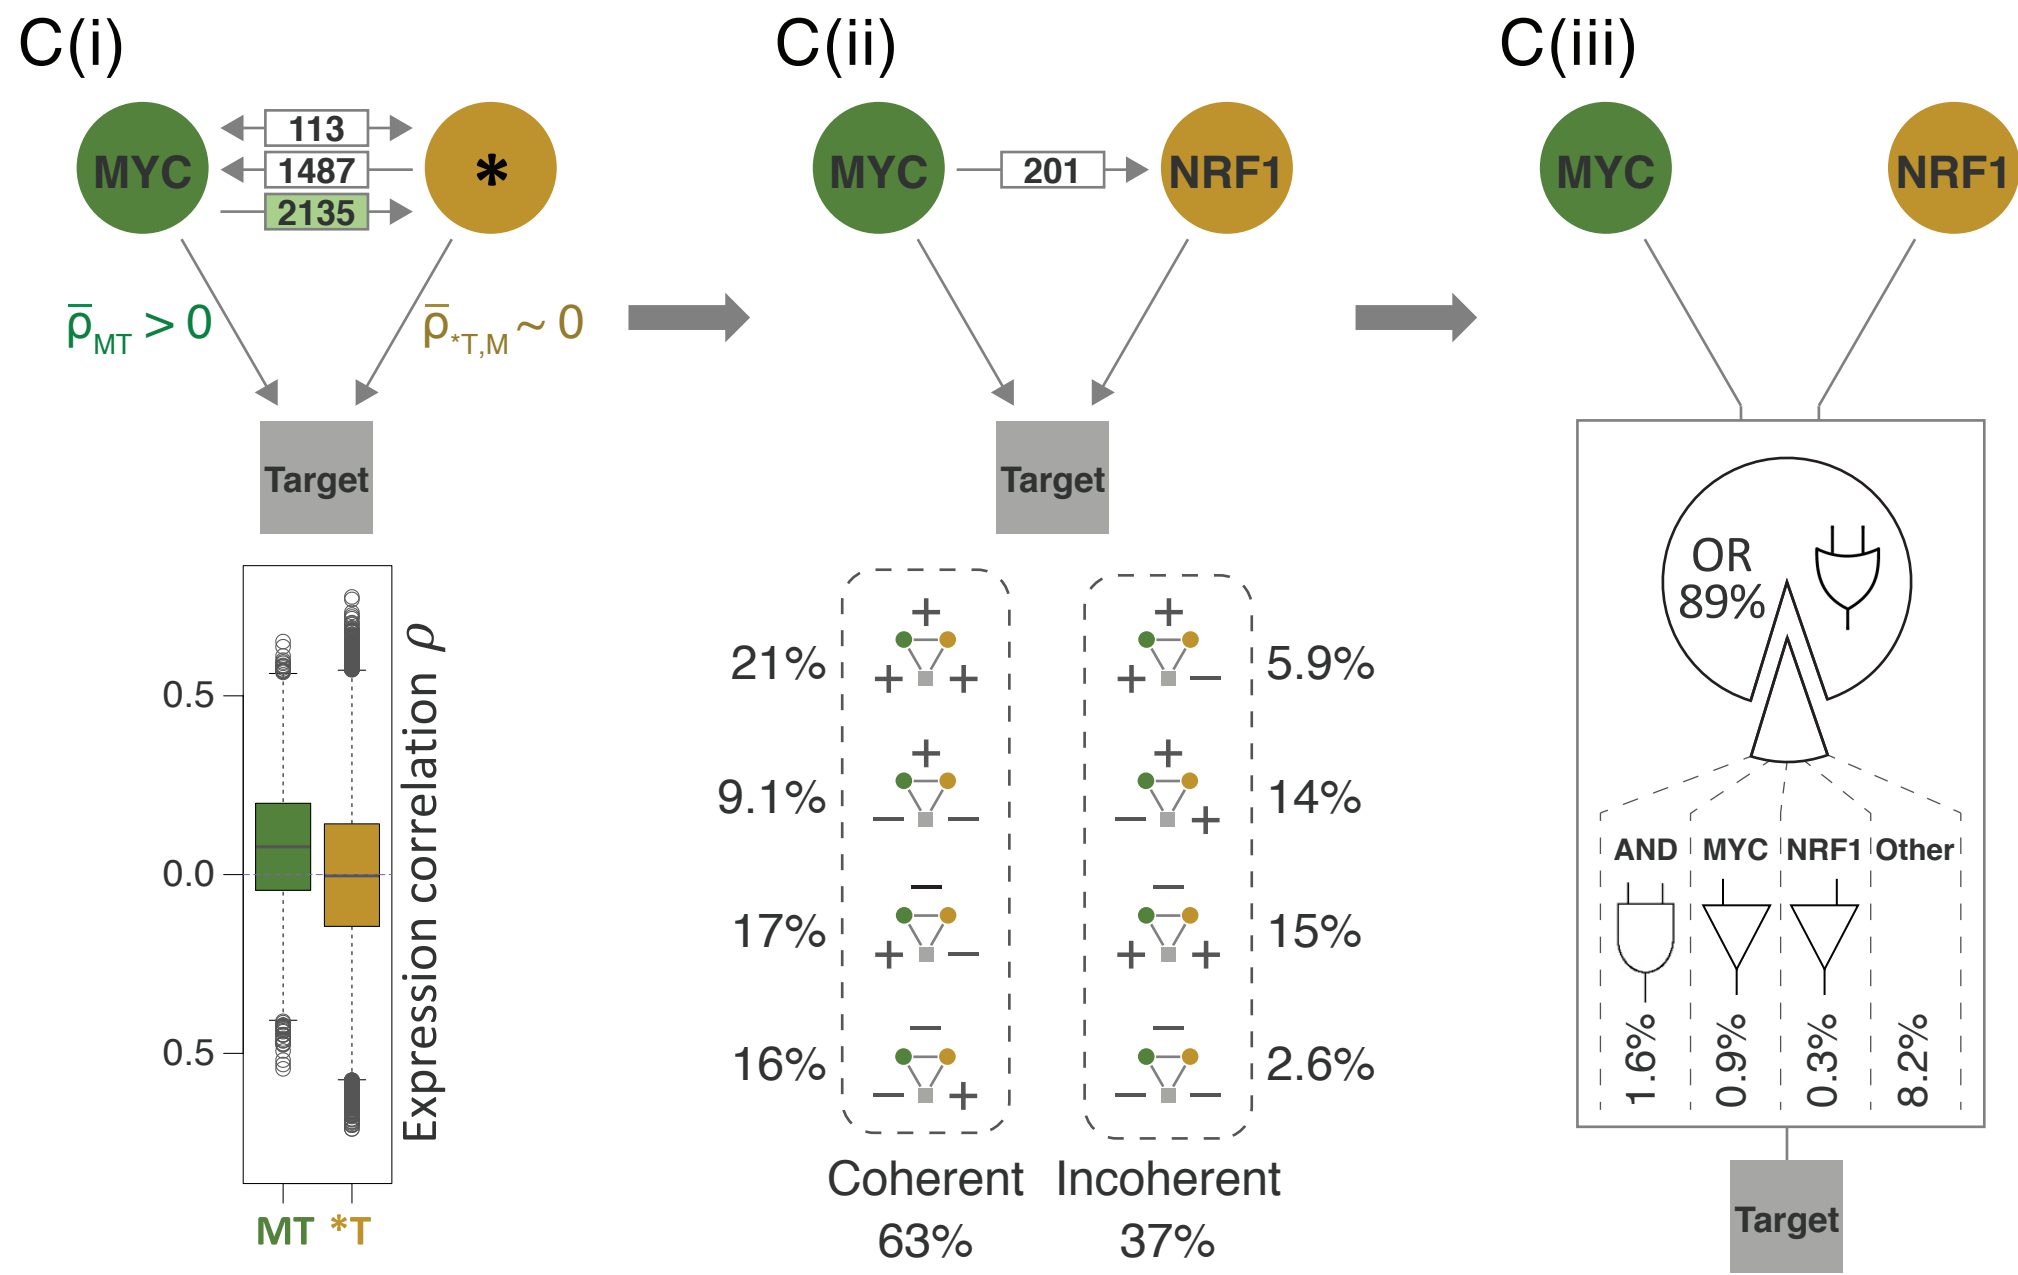 C(i)
MYC
113
1487
2135
*
ρ̄MT > 0
ρ̄*T,M ~ 0
Target
0.5
0.0
0.5
Expression correlation ρ
MT
*T
C(ii)
MYC
201
NRF1
Target
+
+ +
21%
+
+ −
5.9%
+
− −
9.1%
+
− +
14%
−
+ −
17%
−
+ +
15%
−
− +
16%
−
− −
2.6%
Coherent
63%
Incoherent
37%
C(iii)
MYC
NRF1
OR
89%
AND
MYC
NRF1
Other
1.6%
0.9%
0.3%
8.2%
Target